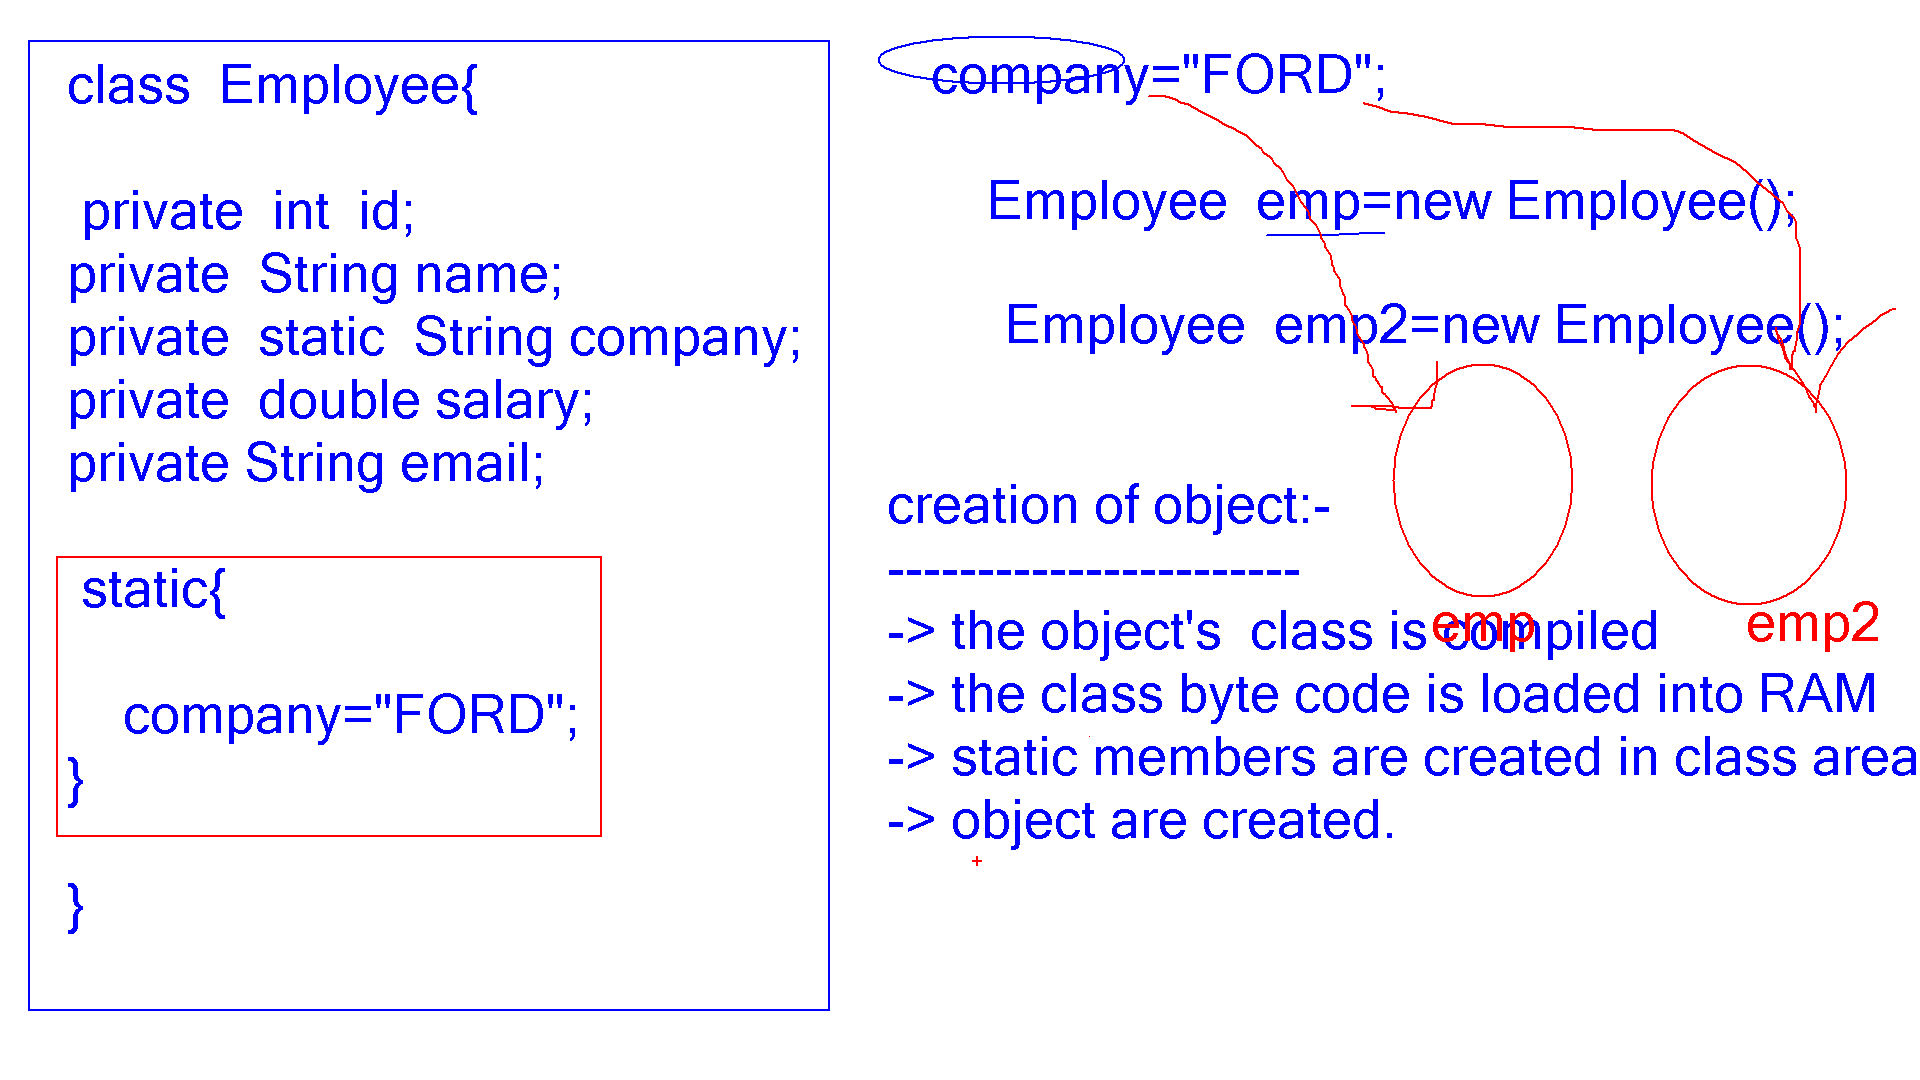 class Employee{
private int id;
private String name;
private static String company;
private double salary;
private String email;
static{
company="FORD";
}
}
company="FORD";
Employee emp=new Employee();
Employee emp2=new Employee();
creation of object:-
-----------------------
-> the object's class is compiled
emp
emp2
-> the class byte code is loaded into RAM
-> static members are created in class area
-> object are created.